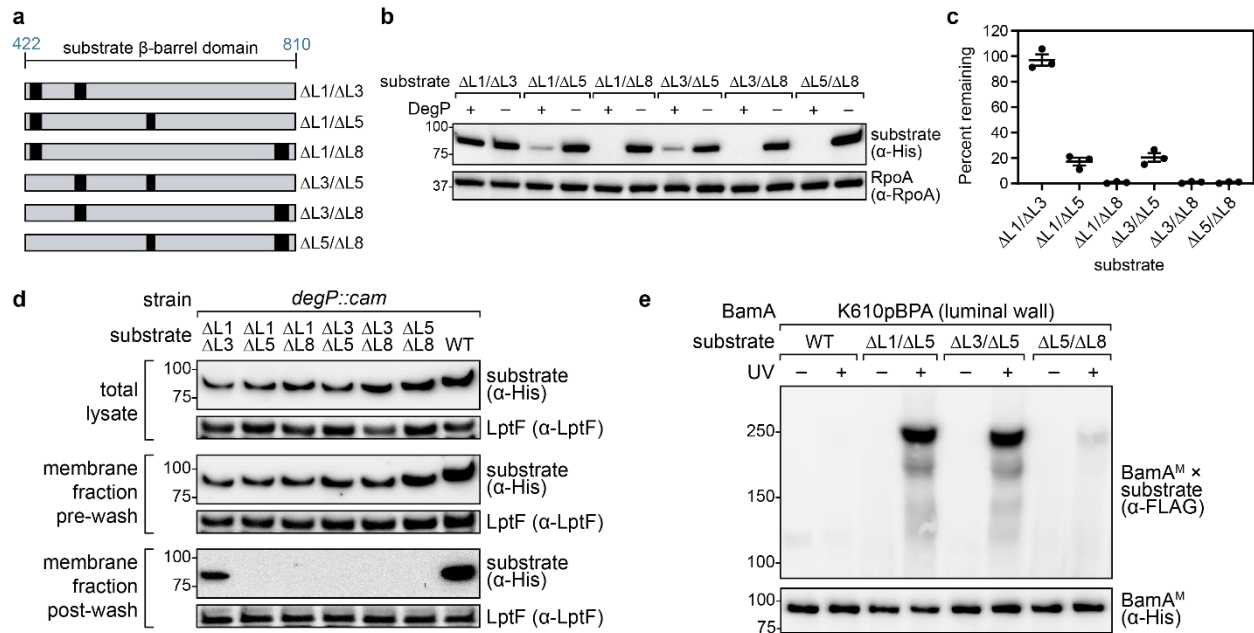 a
422 substrate β-barrel domain 810
ΔL1/ΔL3
ΔL1/ΔL5
ΔL1/ΔL8
ΔL3/ΔL5
ΔL3/ΔL8
ΔL5/ΔL8
b
substrate ΔL1/ΔL3 ΔL1/ΔL5 ΔL1/ΔL8 ΔL3/ΔL5 ΔL3/ΔL8 ΔL5/ΔL8
DegP + − + − + − + − + − + −
100
75
substrate
(α-His)
37
RpoA
(α-RpoA)
c
Percent remaining
120
100
80
60
40
20
0
ΔL1/ΔL3
ΔL1/ΔL5
ΔL1/ΔL8
ΔL3/ΔL5
ΔL3/ΔL8
ΔL5/ΔL8
substrate
d
strain degP::cam
substrate ΔL1 ΔL1 ΔL1 ΔL3 ΔL3 ΔL5 WT
ΔL3 ΔL5 ΔL8 ΔL5 ΔL8 ΔL8
total
lysate
100
75
substrate
(α-His)
LptF (α-LptF)
membrane
fraction
pre-wash
100
75
substrate
(α-His)
LptF (α-LptF)
membrane
fraction
post-wash
100
75
substrate
(α-His)
LptF (α-LptF)
e
BamA K610pBPA (luminal wall)
substrate WT ΔL1/ΔL5 ΔL3/ΔL5 ΔL5/ΔL8
UV − + − + − + − +
250
150
100
BamAᴹ ×
substrate
(α-FLAG)
100
75
BamAᴹ
(α-His)